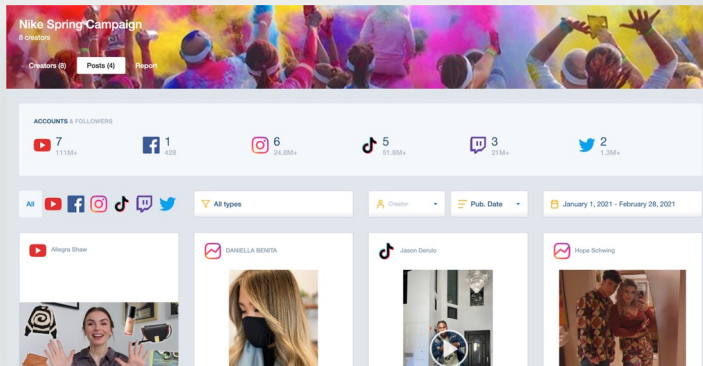 Nike Spring Campaign
8 creators
Creators (8) Posts (4) Report
ACCOUNTS & FOLLOWERS
7 1 6 5 3 2
111M+ 428 24.8M+ 51.8M+ 21M+ 1.3M+
All All types Creator Pub. Date January 1, 2021 - February 28, 2021
Allegra Shaw DANIELLA BENITA Jason Derulo Hope Schwing